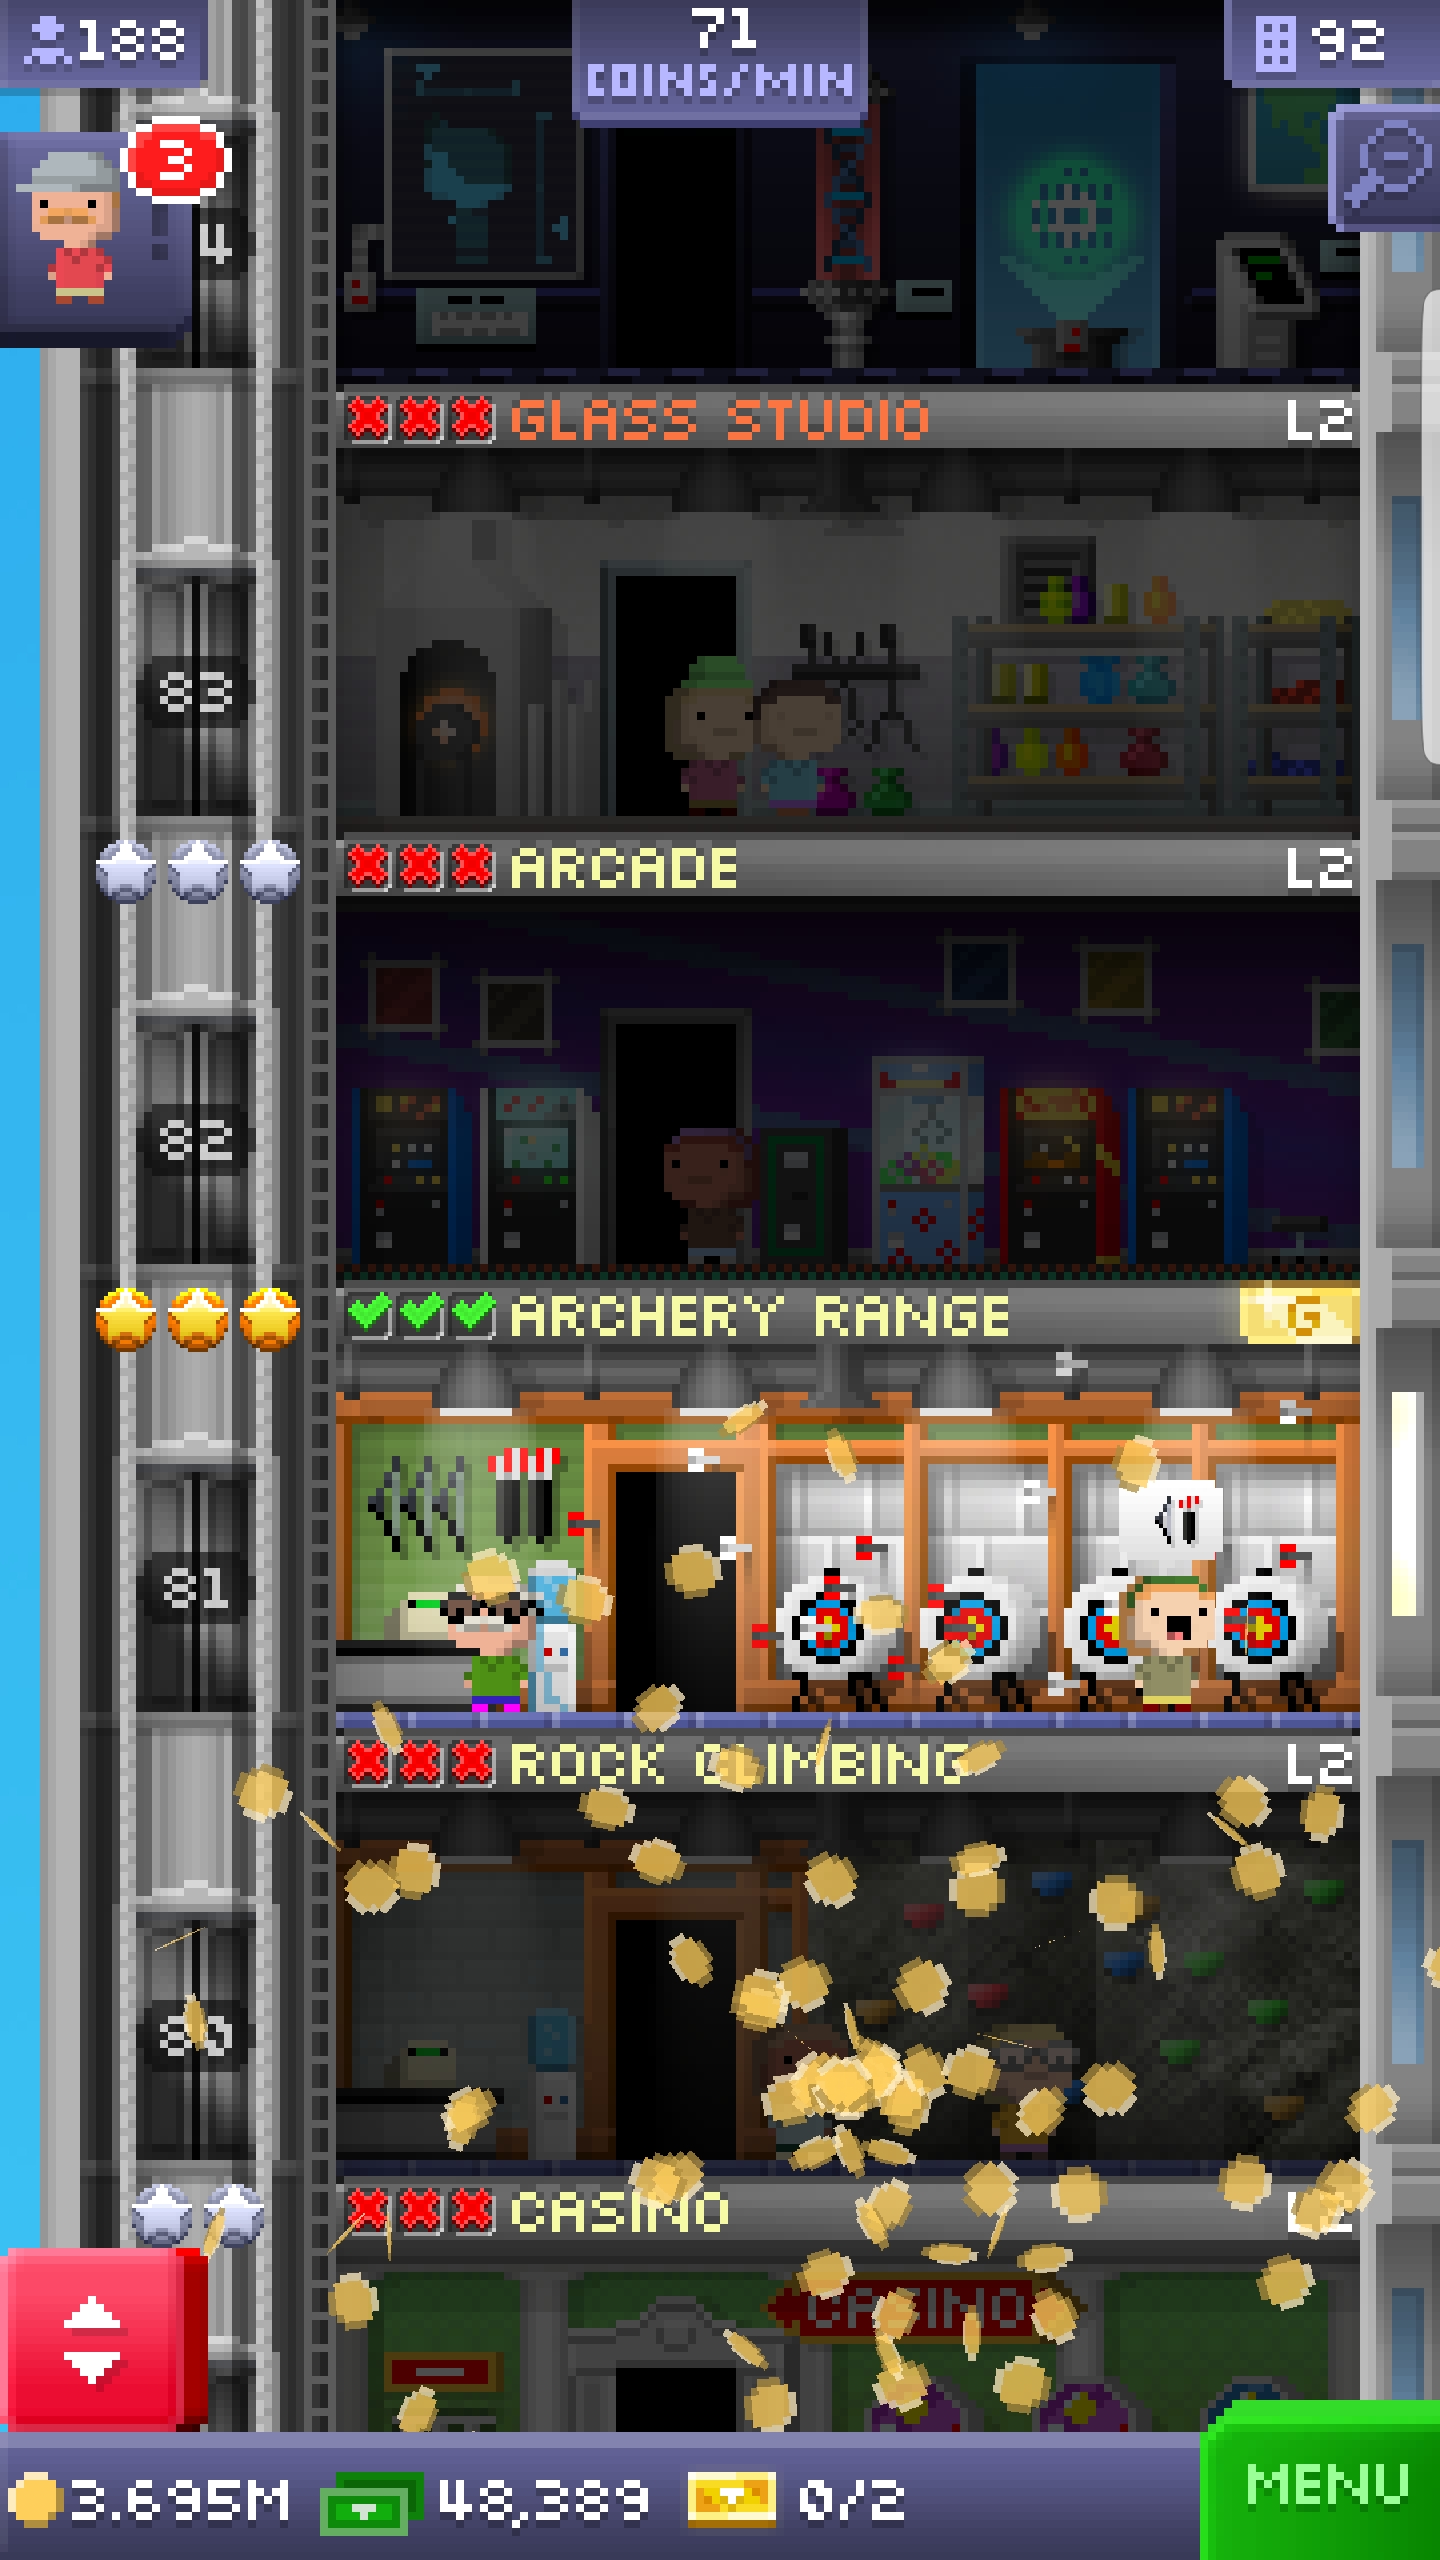 188
71
COINS/MIN
92
3
4
GLASS STUDIO L2
83
ARCADE L2
82
ARCHERY RANGE G
81
ROCK CLIMBING L2
80
CASINO L2
CASINO
3.695M 48,389 0/2
MENU